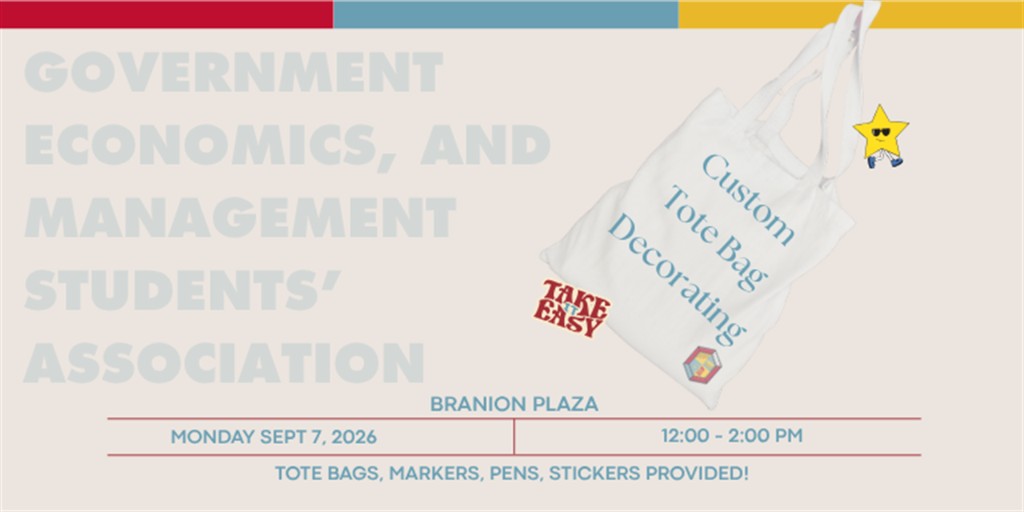 GOVERNMENT
ECONOMICS, AND
MANAGEMENT
STUDENTS’
ASSOCIATION
Custom
Tote Bag
Decorating
TAKE
IT
EASY
BRANION PLAZA
MONDAY SEPT 7, 2026
12:00 - 2:00 PM
TOTE BAGS, MARKERS, PENS, STICKERS PROVIDED!